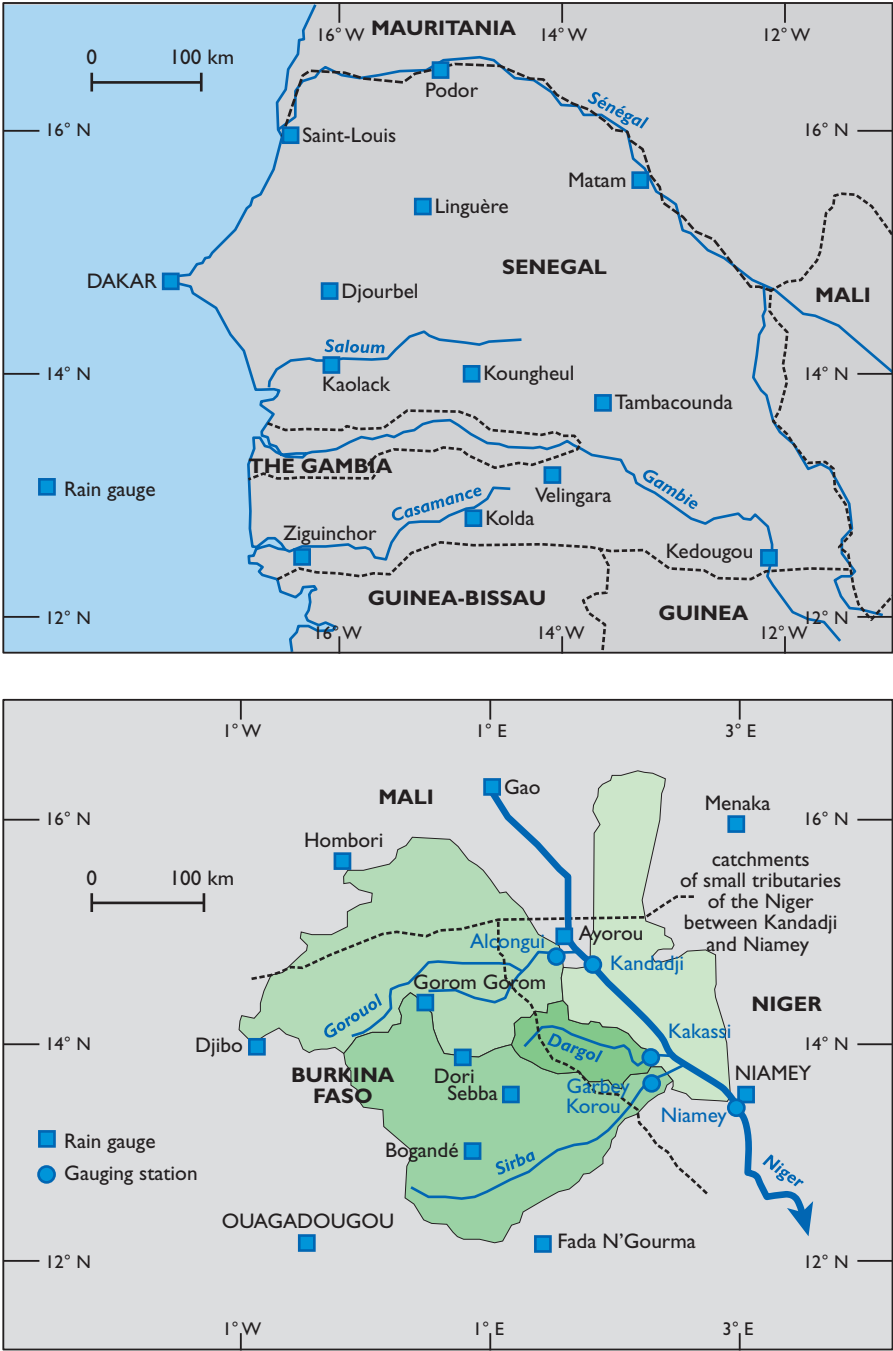 16° W
MAURITANIA
14° W
12° W
0
100 km
Podor
Sénégal
16° N
16° N
Saint-Louis
Matam
Linguère
DAKAR
SENEGAL
Djourbel
MALI
Saloum
14° N
14° N
Kaolack
Koungheul
Tambacounda
THE GAMBIA
Rain gauge
Velingara
Gambie
Casamance
Kolda
Ziguinchor
Kedougou
GUINEA-BISSAU
GUINEA
12° N
12° N
16° W
14° W
12° W
1° W
1° E
3° E
MALI
Gao
Menaka
16° N
16° N
Hombori
0
100 km
catchments
of small tributaries
of the Niger
between Kandadji
and Niamey
Ayorou
Alcongui
Kandadji
Gorom Gorom
Gorouol
NIGER
Kakassi
14° N
14° N
Djibo
Dargol
Dori
BURKINA
FASO
NIAMEY
Sebba
Garbey
Korou
Niamey
Rain gauge
Bogandé
Sirba
Gauging station
Niger
OUAGADOUGOU
Fada N'Gourma
12° N
12° N
1° W
1° E
3° E